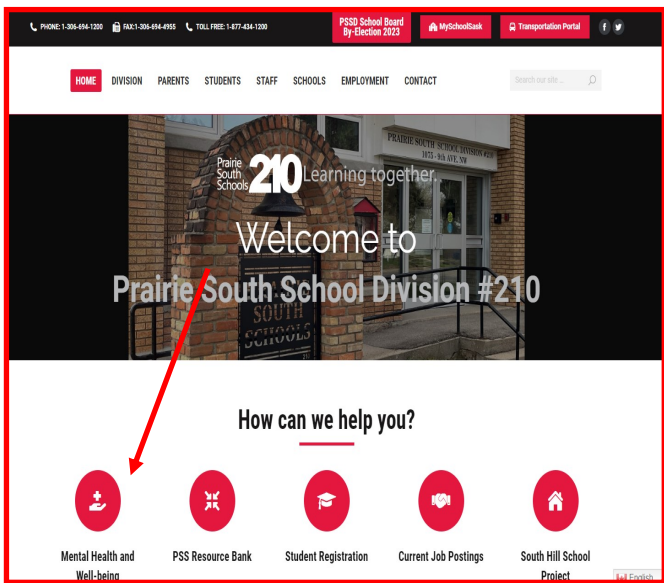 PHONE: 1-306-694-1200 FAX:1-306-694-4955 TOLL FREE: 1-877-434-1200
PSSD School Board
By-Election 2023
MySchoolSask
Transportation Portal
HOME DIVISION PARENTS STUDENTS STAFF SCHOOLS EMPLOYMENT CONTACT
Search our site ...
PRAIRIE SOUTH SCHOOL DIVISION #210
1075 - 9th AVE. NW
Prairie
South
Schools
210 Learning together.
Welcome to
Prairie South School Division #210
SOUTH
SCHOOLS
How can we help you?
Mental Health and
Well-being
PSS Resource Bank
Student Registration
Current Job Postings
South Hill School
Project
English